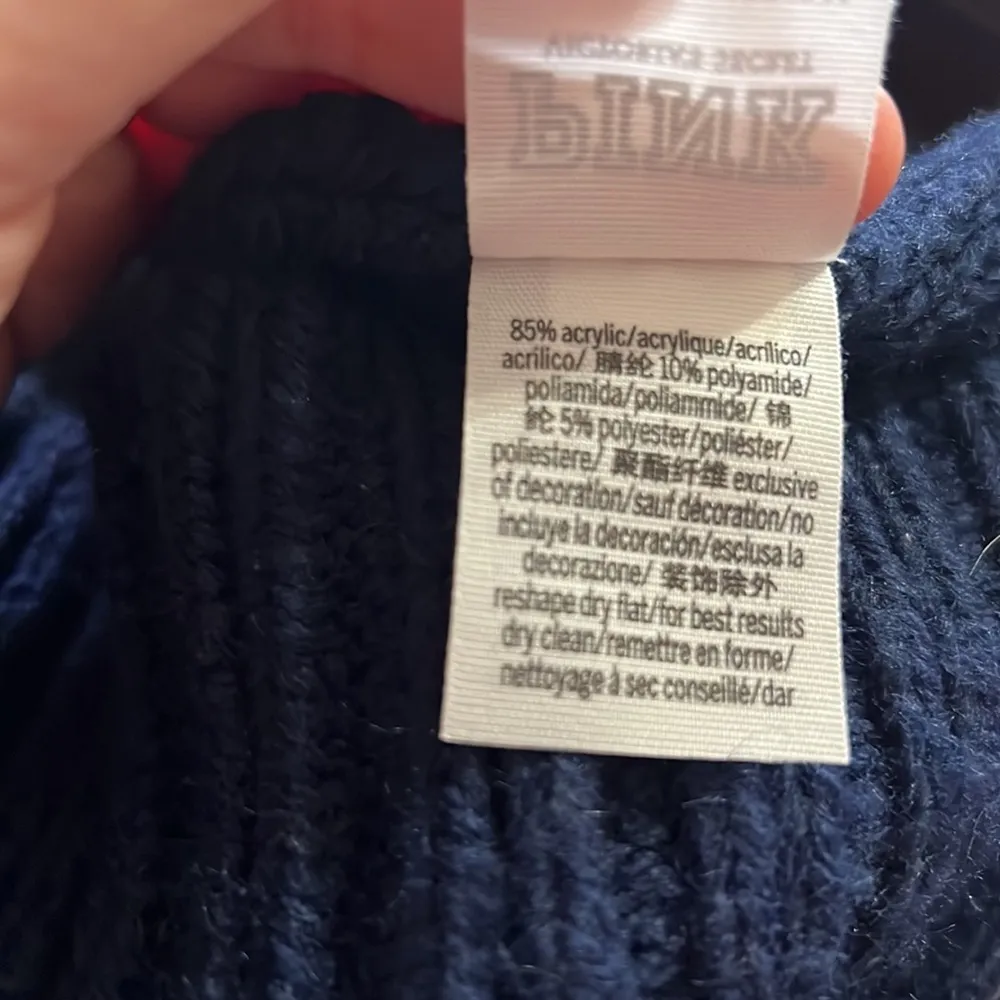 VICTORIA'S SECRET
PINK
85% acrylic/acrylique/acrílico/
acrilico/ 腈纶 10% polyamide/
poliamida/poliammide/ 锦
纶 5% polyester/poliéster/
poliestere/ 聚酯纤维 exclusive
of decoration/sauf décoration/no
incluye la decoración/esclusa la
decorazione/ 装饰除外
reshape dry flat/for best results
dry clean/remettre en forme/
nettoyage à sec conseillé/dar